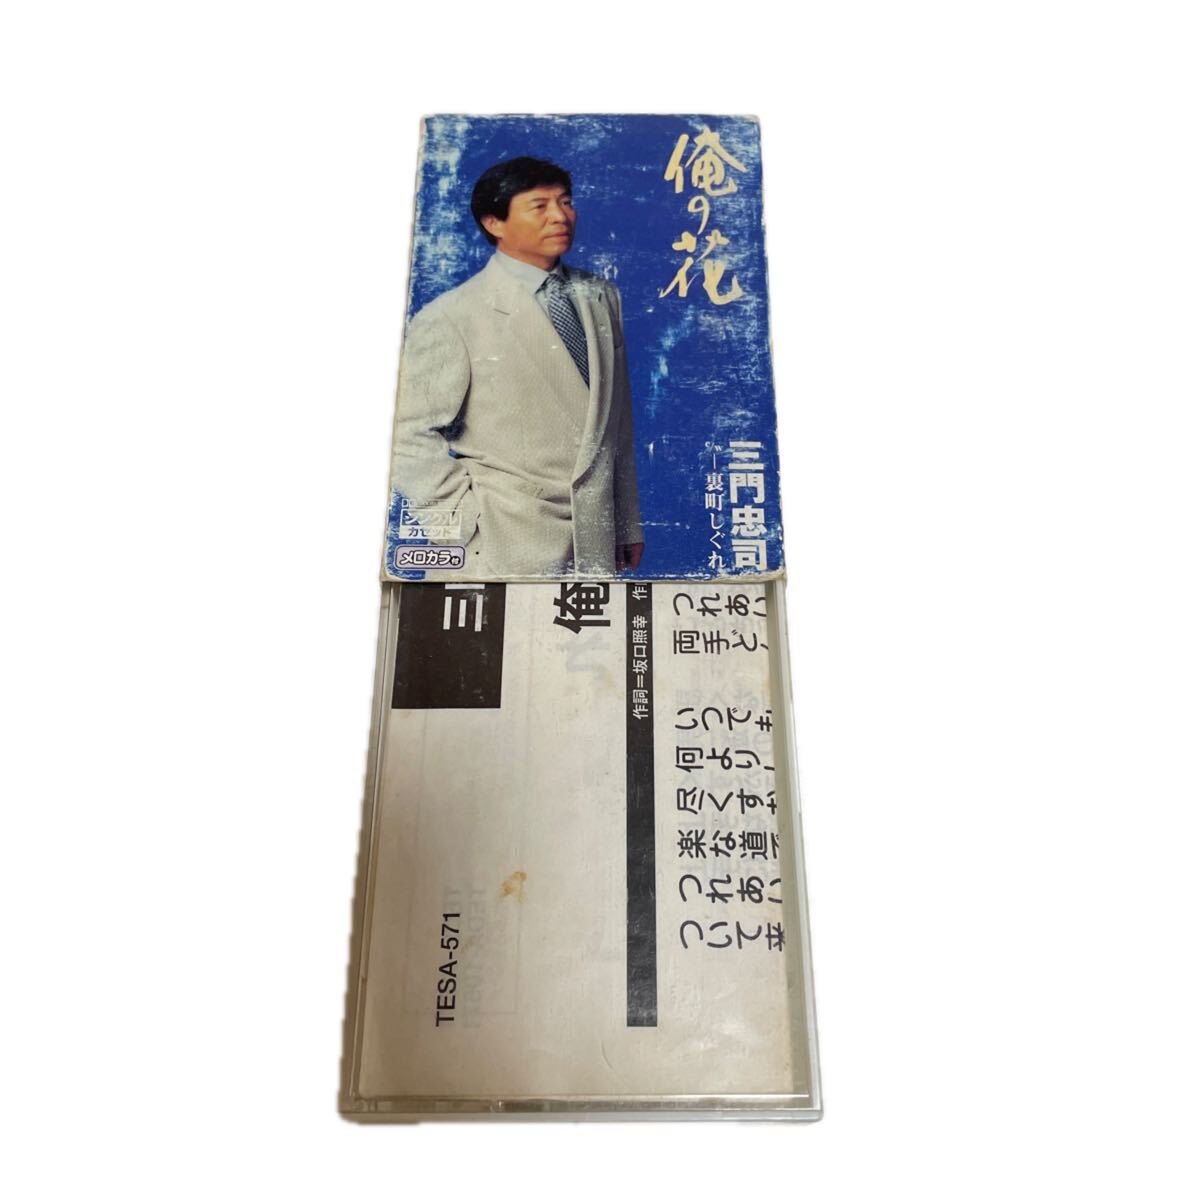 俺の花
三門忠司
c/w―裏町しぐれ
シングル
カセット
メロカラ付
三
俺
作詞=坂口照幸
つれあい
両手ど
いつでも
何より
尽くす
楽な道
つれあい
ついて来
TESA-571